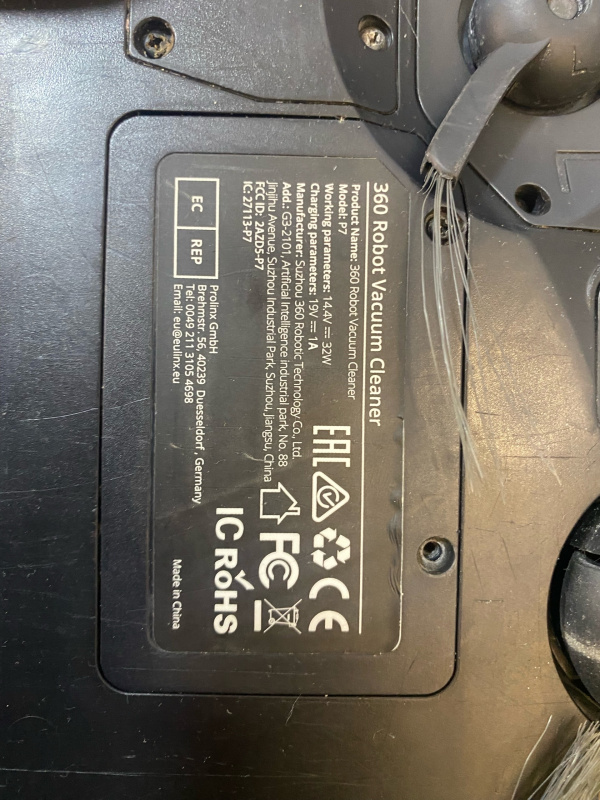 360 Robot Vacuum Cleaner
Product Name: 360 Robot Vacuum Cleaner
Model: P7
Working parameters: 14.4V ⎓ 32W
Charging parameters: 19V ⎓ 1A
Manufacturer: Suzhou 360 Robotic Technology Co., Ltd.
Add.: G3-2101, Artificial Intelligence industrial park, No. 88
Jinjihu Avenue, Suzhou Industrial Park, Suzhou,Jiangsu, China
FCC ID: 2AZD5-P7
IC: 27113-P7
EAC
CE
FC
IC RoHS
EC REP
Prolinx GmbH
Brehmstr. 56, 40239 Duesseldorf, Germany
Tel: 0049 211 3105 4698
Email: eu@eulinx.eu
Made in China